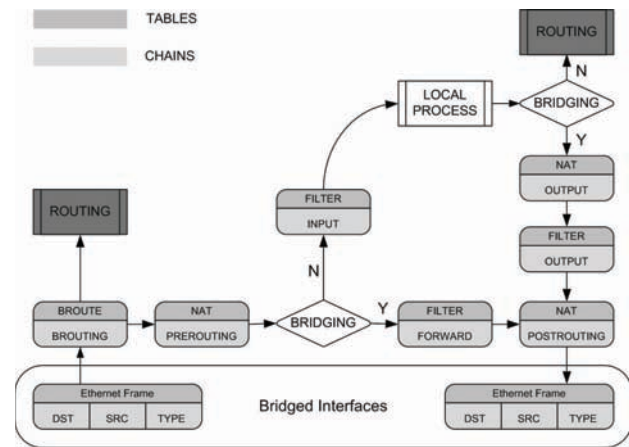 TABLES
CHAINS
ROUTING
N
LOCAL
PROCESS
BRIDGING
Y
NAT
OUTPUT
FILTER
INPUT
ROUTING
FILTER
OUTPUT
N
BROUTE
BROUTING
NAT
PREROUTING
BRIDGING
Y
FILTER
FORWARD
NAT
POSTROUTING
Ethernet Frame
DST SRC TYPE
Bridged Interfaces
Ethernet Frame
DST SRC TYPE